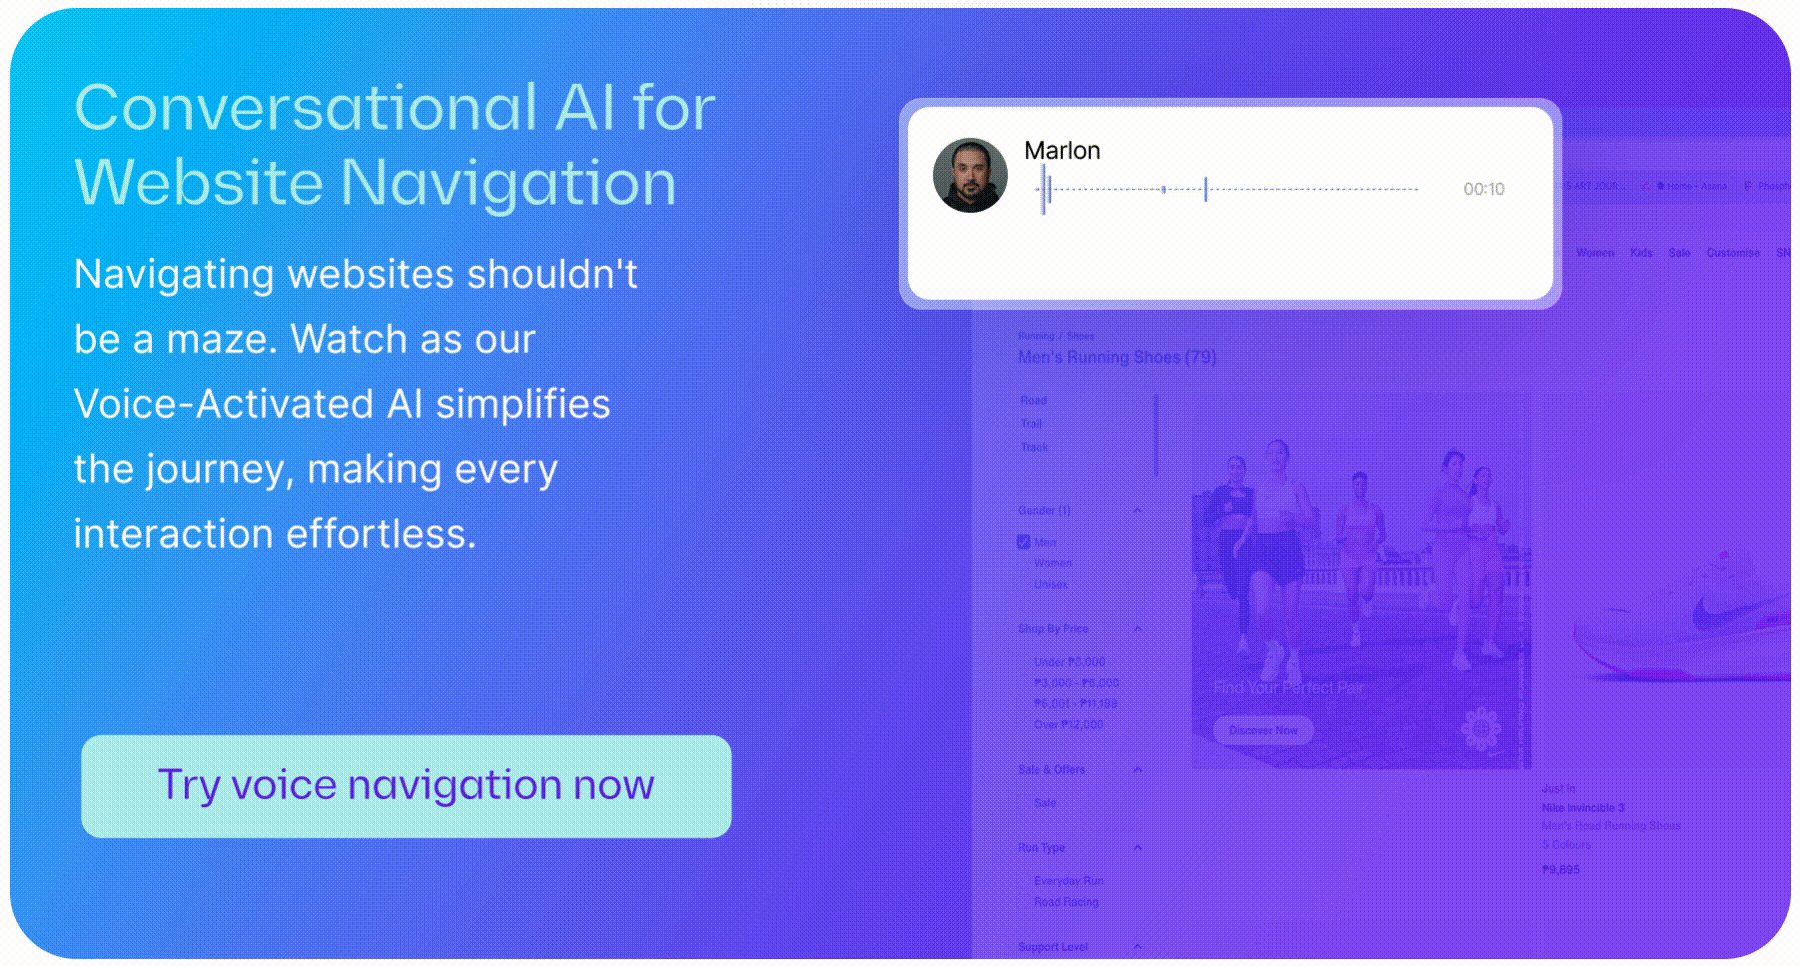 Conversational AI for
Website Navigation
Navigating websites shouldn't
be a maze. Watch as our
Voice-Activated AI simplifies
the journey, making every
interaction effortless.
Try voice navigation now
Marlon
00:10
ART JOUR...
Home - Asana
Women Kids Sale Customise
Running / Shoes
Men's Running Shoes (79)
Road
Trail
Track
Gender (1)
Men
Women
Unisex
Shop By Price
Under ₱3,000
₱3,000 - ₱6,000
₱6,001 - ₱11,199
Over ₱12,000
Sale & Offers
Sale
Run Type
Everyday Run
Road Racing
Support Level
Find Your Perfect Pair
Discover Now
Just In
Nike Invincible 3
Men's Road Running Shoes
5 Colours
₱9,895